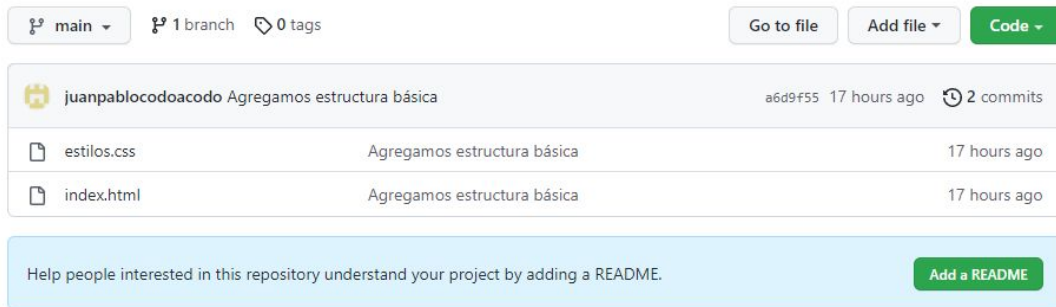 main 1 branch 0 tags Go to file Add file Code
juanpablocodoacodo Agregamos estructura básica a6d9f55 17 hours ago 2 commits
estilos.css Agregamos estructura básica 17 hours ago
index.html Agregamos estructura básica 17 hours ago
Help people interested in this repository understand your project by adding a README. Add a README